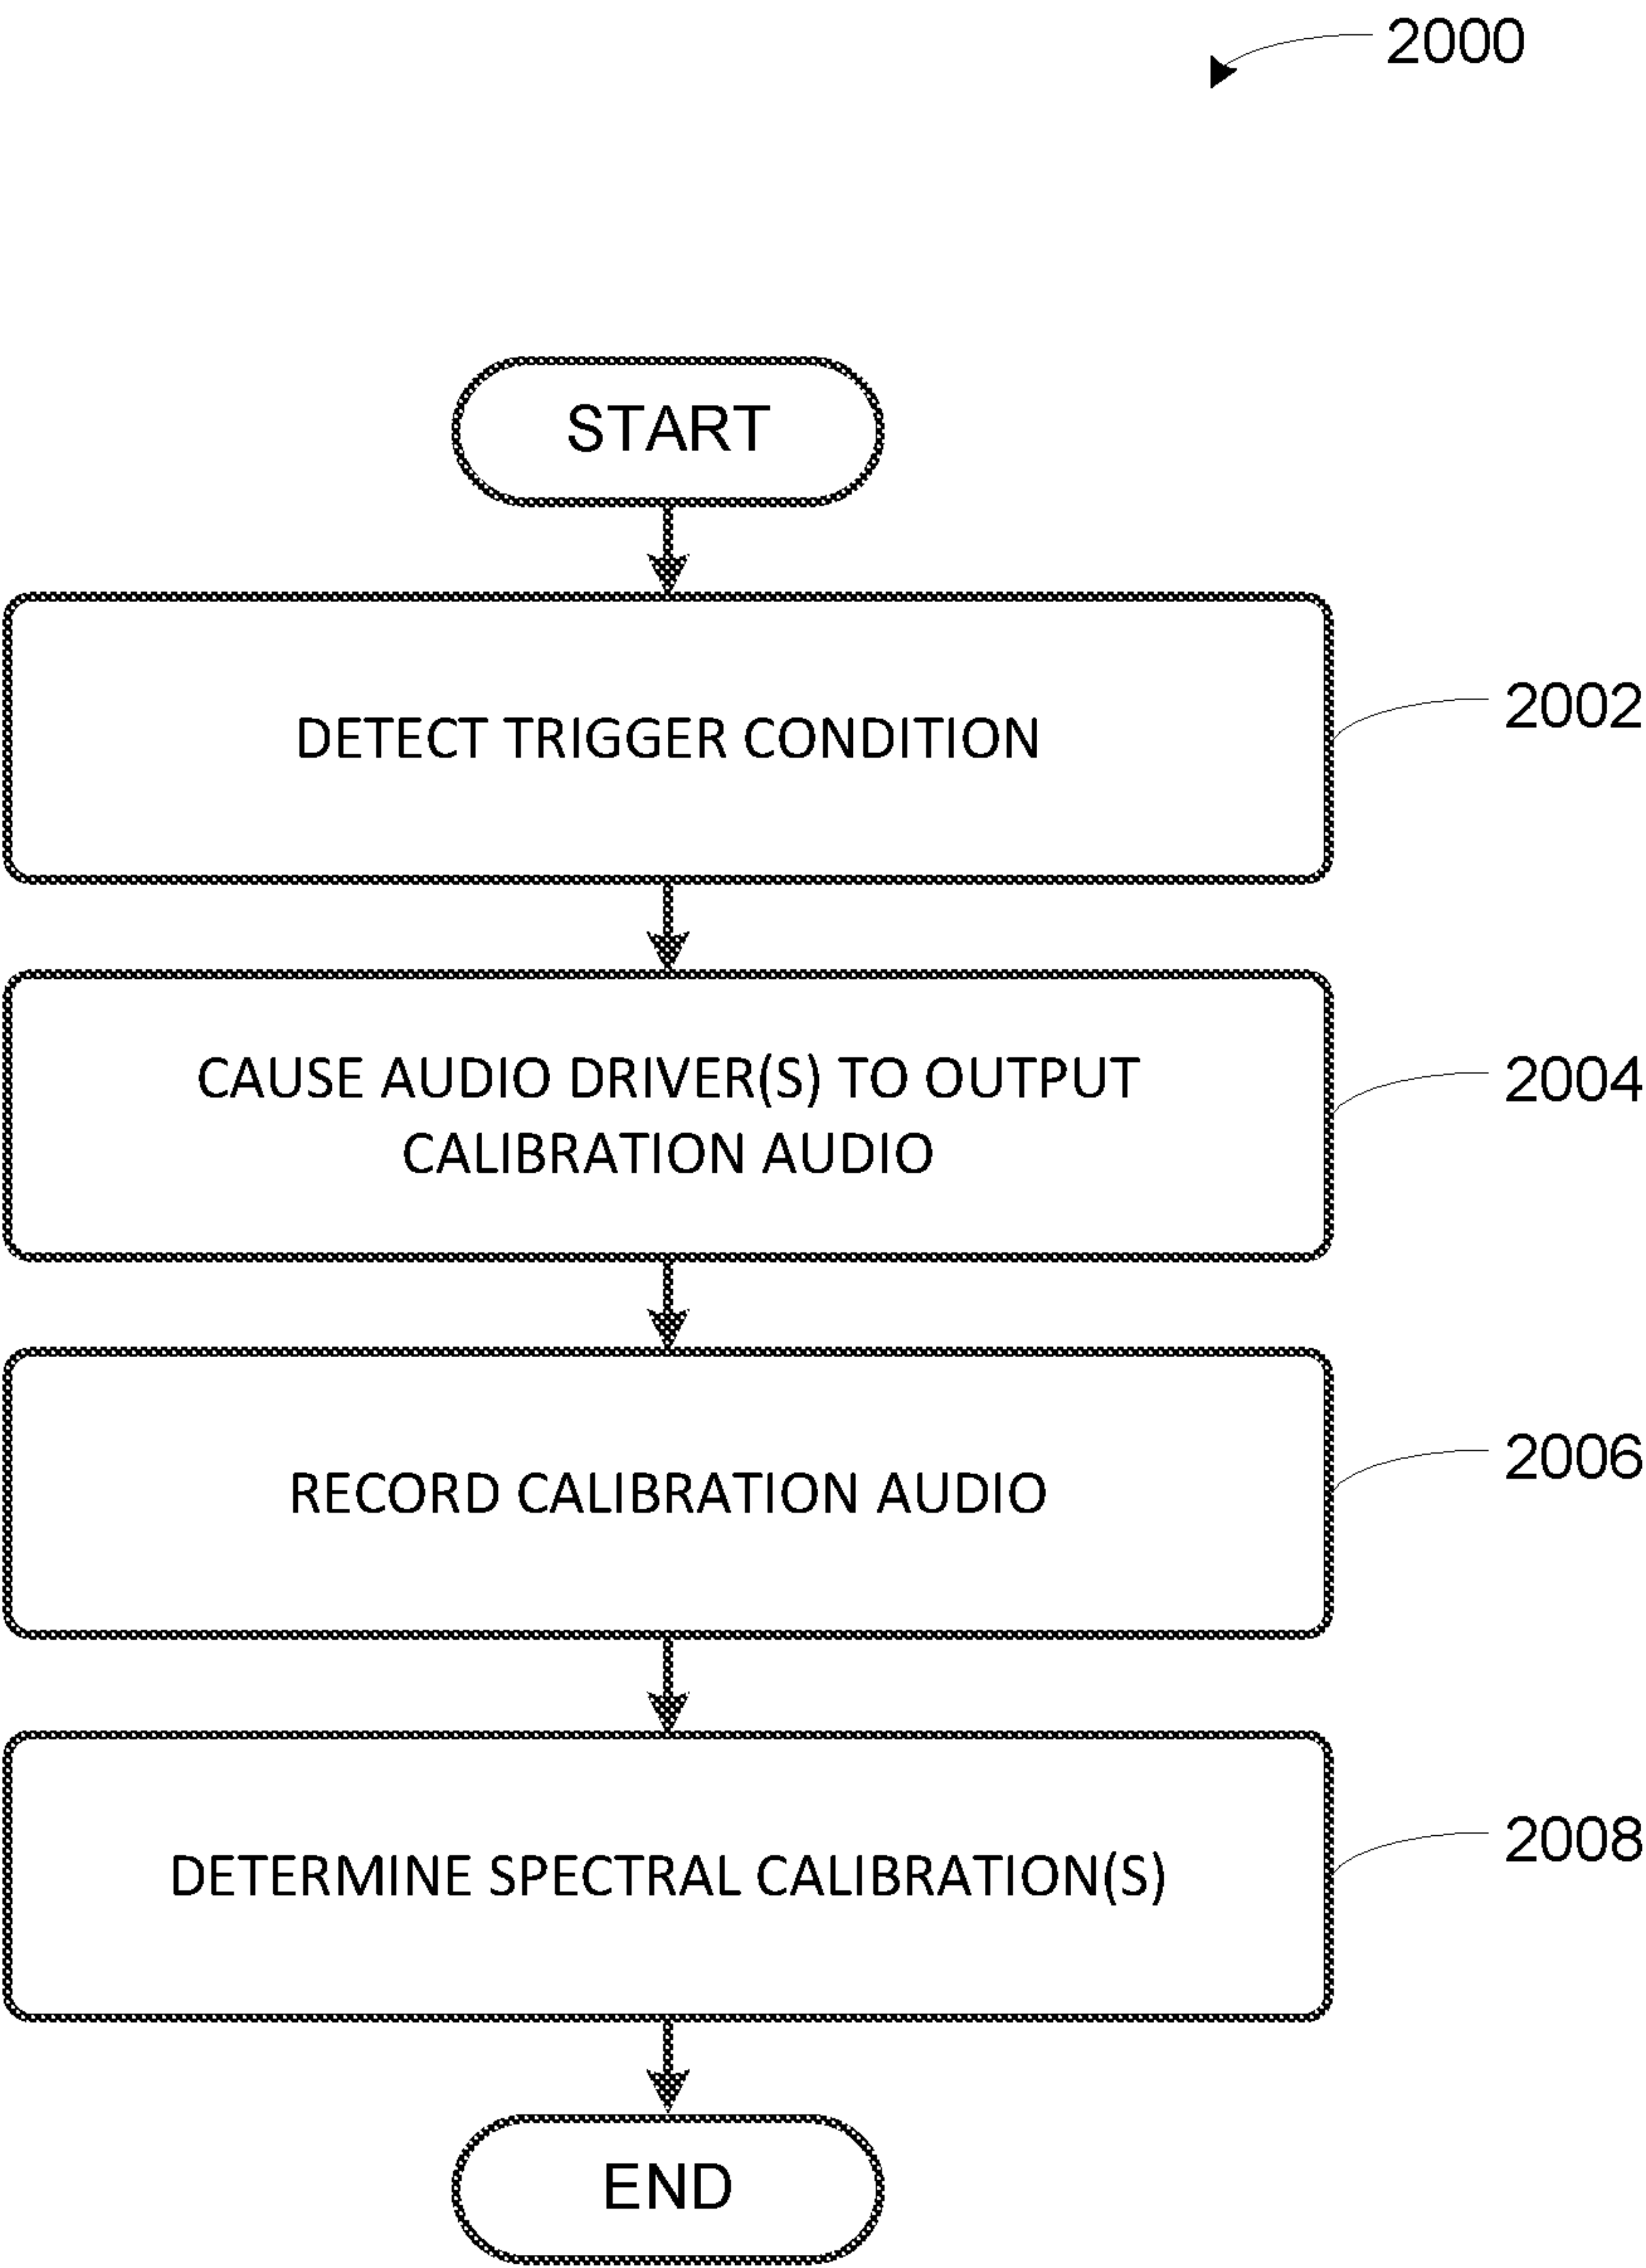 2000
START
DETECT TRIGGER CONDITION
2002
CAUSE AUDIO DRIVER(S) TO OUTPUT
CALIBRATION AUDIO
2004
RECORD CALIBRATION AUDIO
2006
DETERMINE SPECTRAL CALIBRATION(S)
2008
END